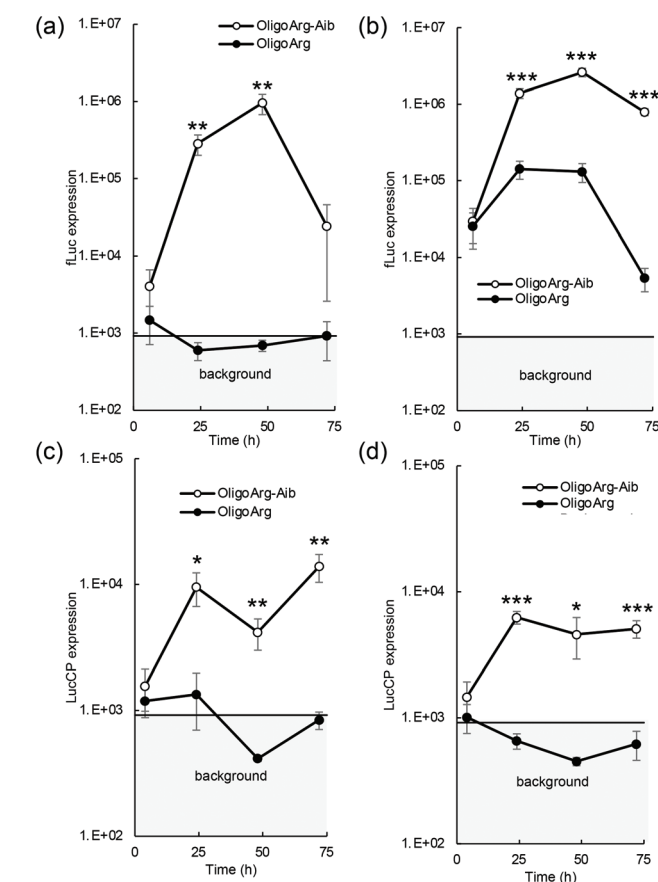 (a)
1.E+07
1.E+06
1.E+05
1.E+04
1.E+03
1.E+02
fLuc expression
OligoArg-Aib
OligoArg
**
**
background
0 25 50 75
Time (h)
(b)
1.E+07
1.E+06
1.E+05
1.E+04
1.E+03
1.E+02
fLuc expression
***
***
***
OligoArg-Aib
OligoArg
background
0 25 50 75
Time (h)
(c)
1.E+05
1.E+04
1.E+03
1.E+02
LucCP expression
OligoArg-Aib
OligoArg
*
**
**
background
0 25 50 75
Time (h)
(d)
1.E+05
1.E+04
1.E+03
1.E+02
LucCP expression
OligoArg-Aib
OligoArg
***
*
***
background
0 25 50 75
Time (h)